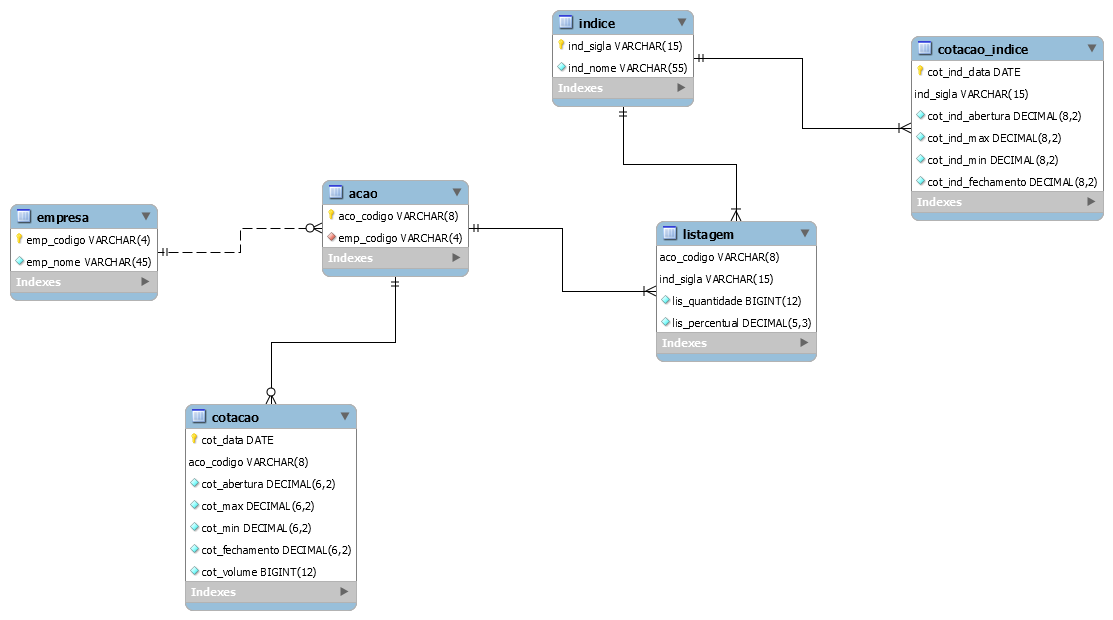 indice
ind_sigla VARCHAR(15)
ind_nome VARCHAR(55)
Indexes
cotacao_indice
cot_ind_data DATE
ind_sigla VARCHAR(15)
cot_ind_abertura DECIMAL(8,2)
cot_ind_max DECIMAL(8,2)
cot_ind_min DECIMAL(8,2)
cot_ind_fechamento DECIMAL(8,2)
Indexes
empresa
emp_codigo VARCHAR(4)
emp_nome VARCHAR(45)
Indexes
acao
aco_codigo VARCHAR(8)
emp_codigo VARCHAR(4)
Indexes
listagem
aco_codigo VARCHAR(8)
ind_sigla VARCHAR(15)
lis_quantidade BIGINT(12)
lis_percentual DECIMAL(5,3)
Indexes
cotacao
cot_data DATE
aco_codigo VARCHAR(8)
cot_abertura DECIMAL(6,2)
cot_max DECIMAL(6,2)
cot_min DECIMAL(6,2)
cot_fechamento DECIMAL(6,2)
cot_volume BIGINT(12)
Indexes